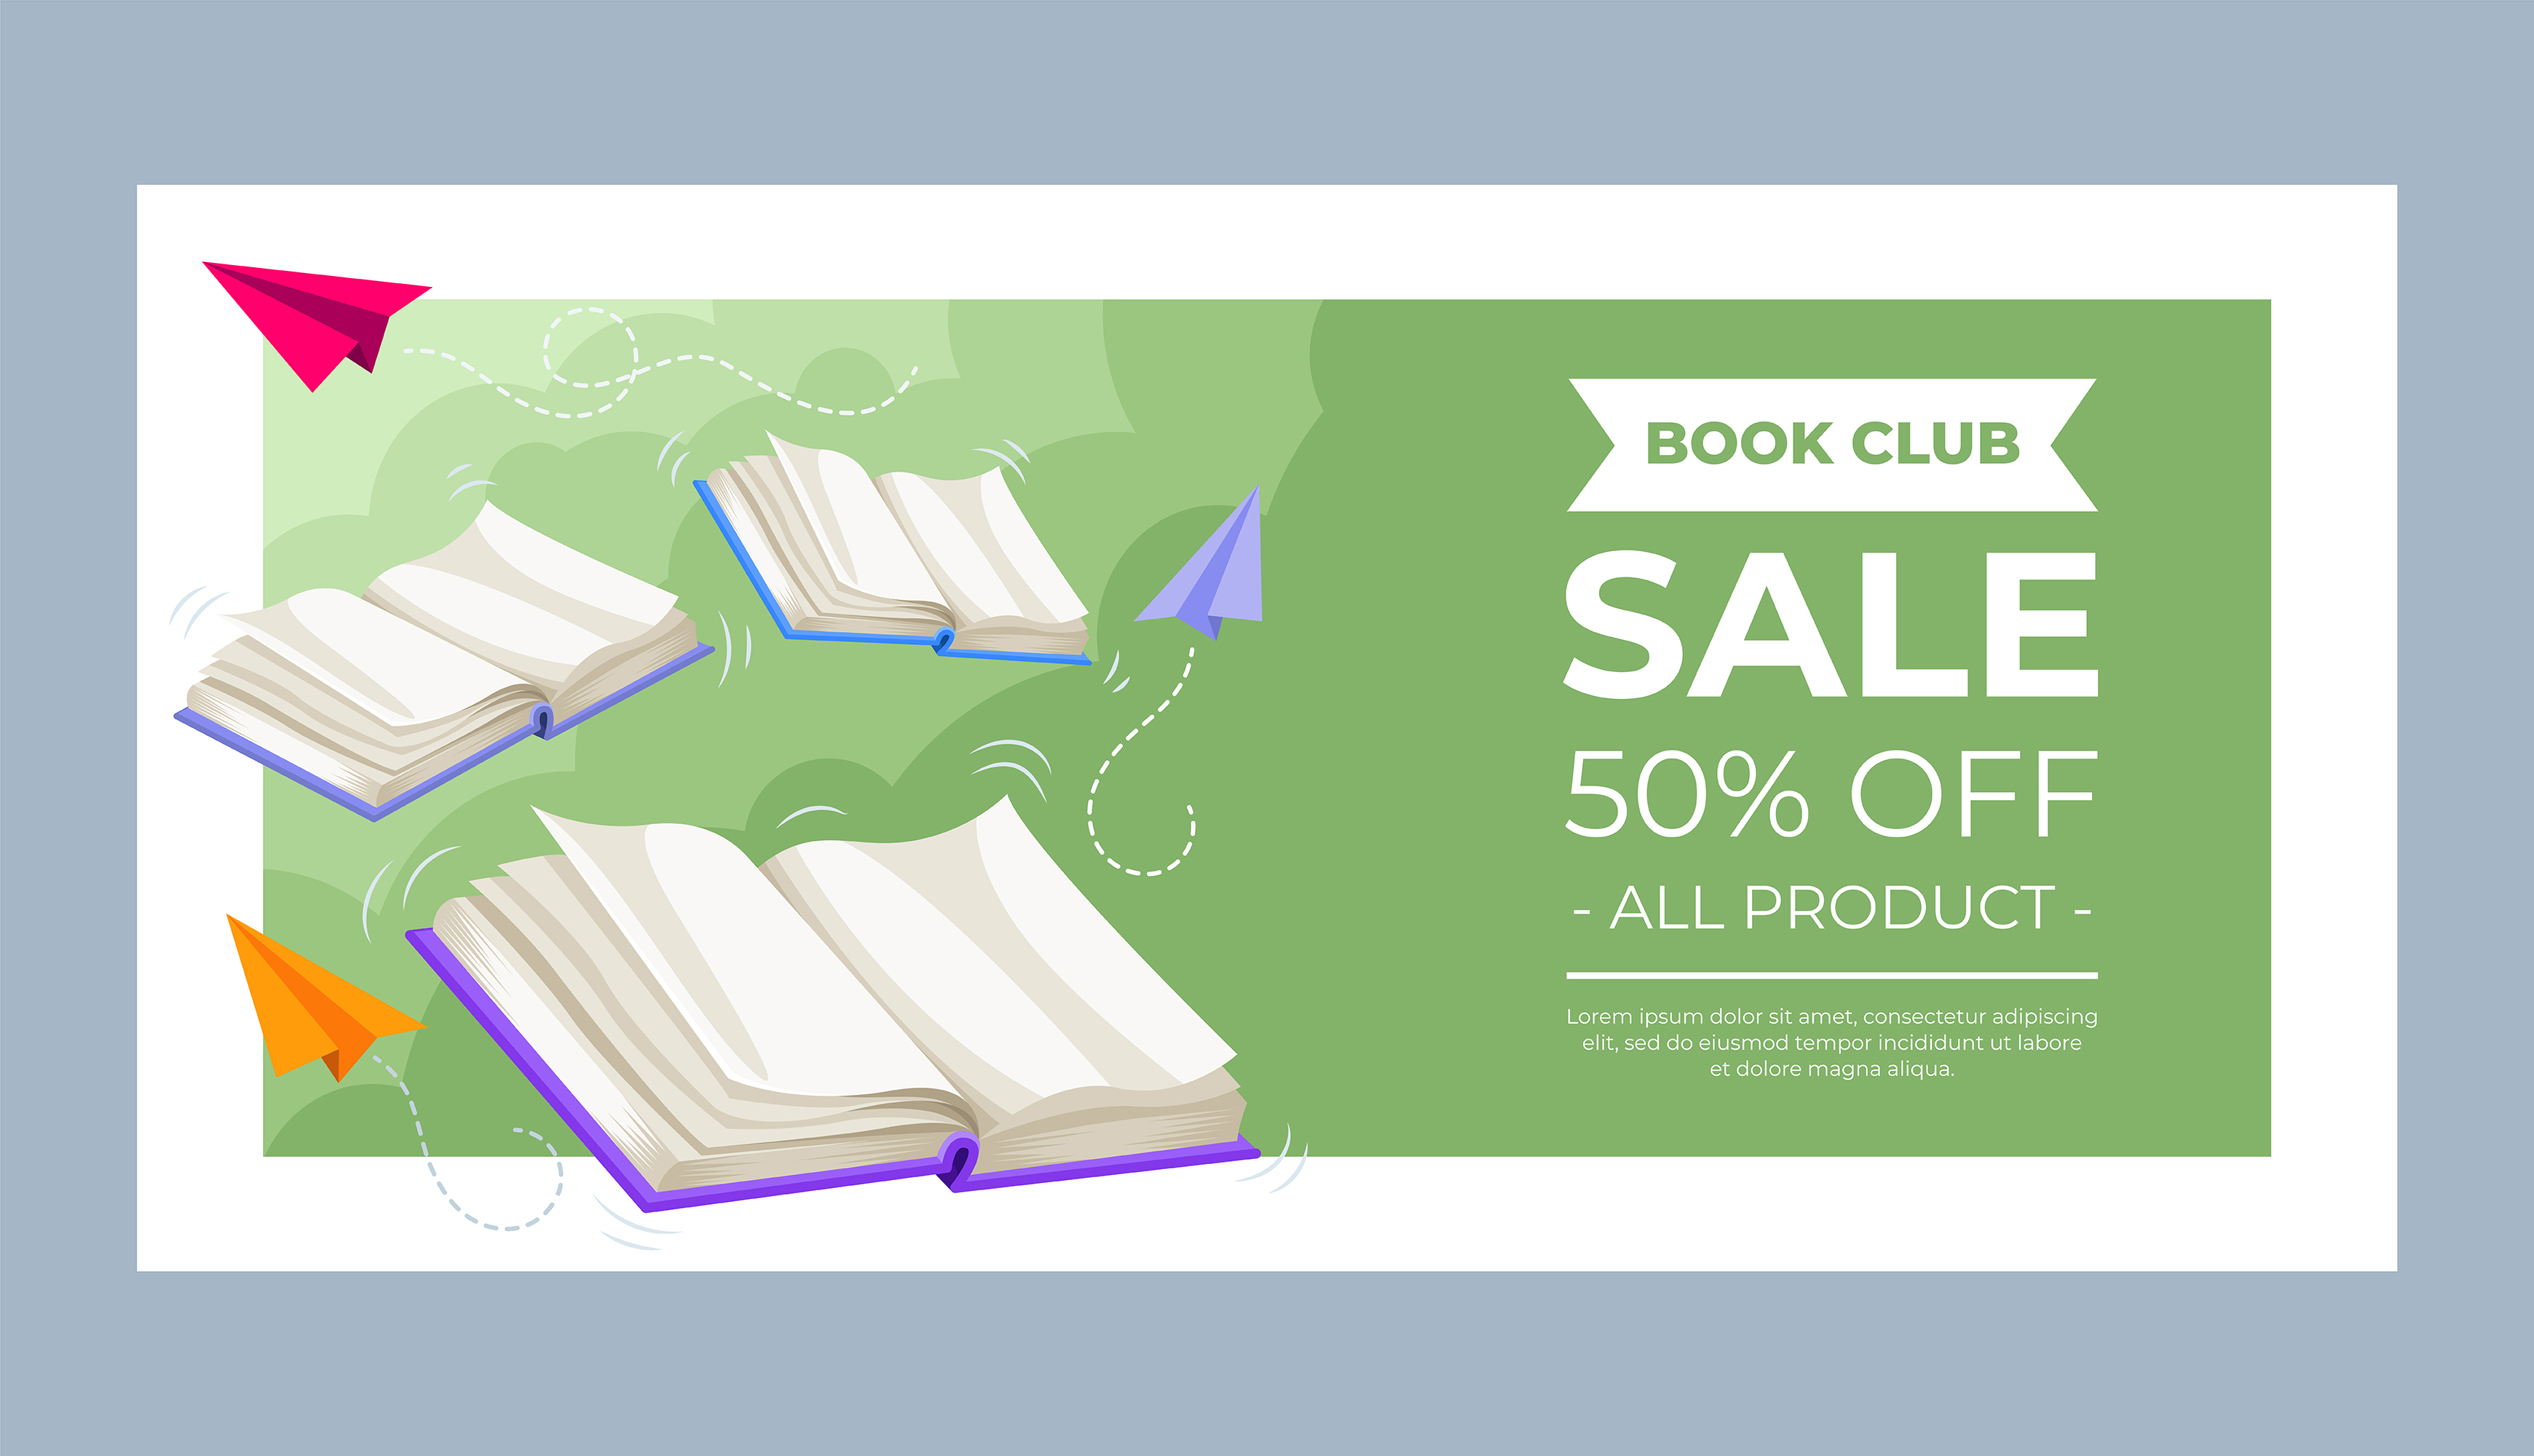 BOOK CLUB
SALE
50% OFF
- ALL PRODUCT -
Lorem ipsum dolor sit amet, consectetur adipiscing
elit, sed do eiusmod tempor incididunt ut labore
et dolore magna aliqua.